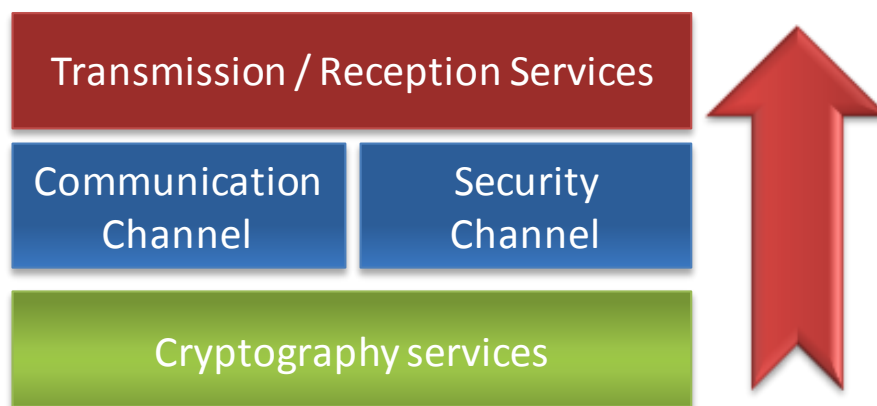 Transmission / Reception Services
Communication
Channel
Security
Channel
Cryptography services